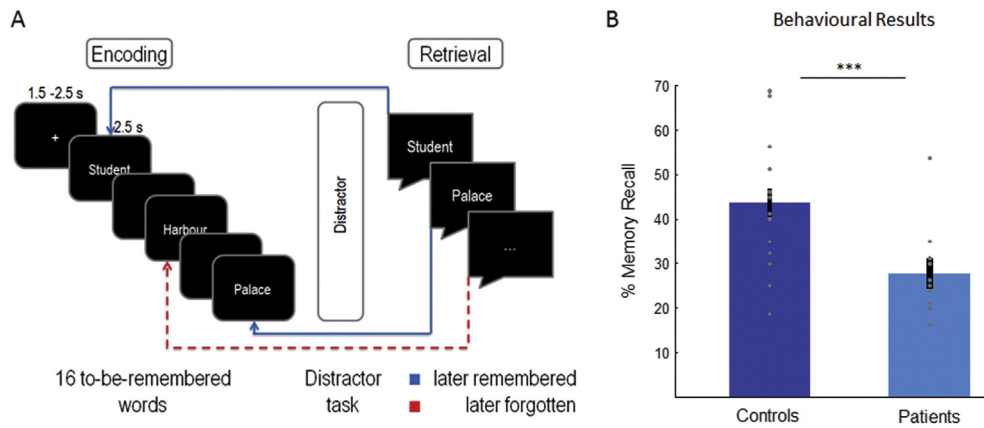 A
Encoding
Retrieval
1.5 -2.5 s
+
2.5 s
Student
Harbour
Palace
Distractor
Student
Palace
...
16 to-be-remembered
words
Distractor
task
later remembered
later forgotten
B
Behavioural Results
***
% Memory Recall
70
60
50
40
30
20
10
Controls
Patients